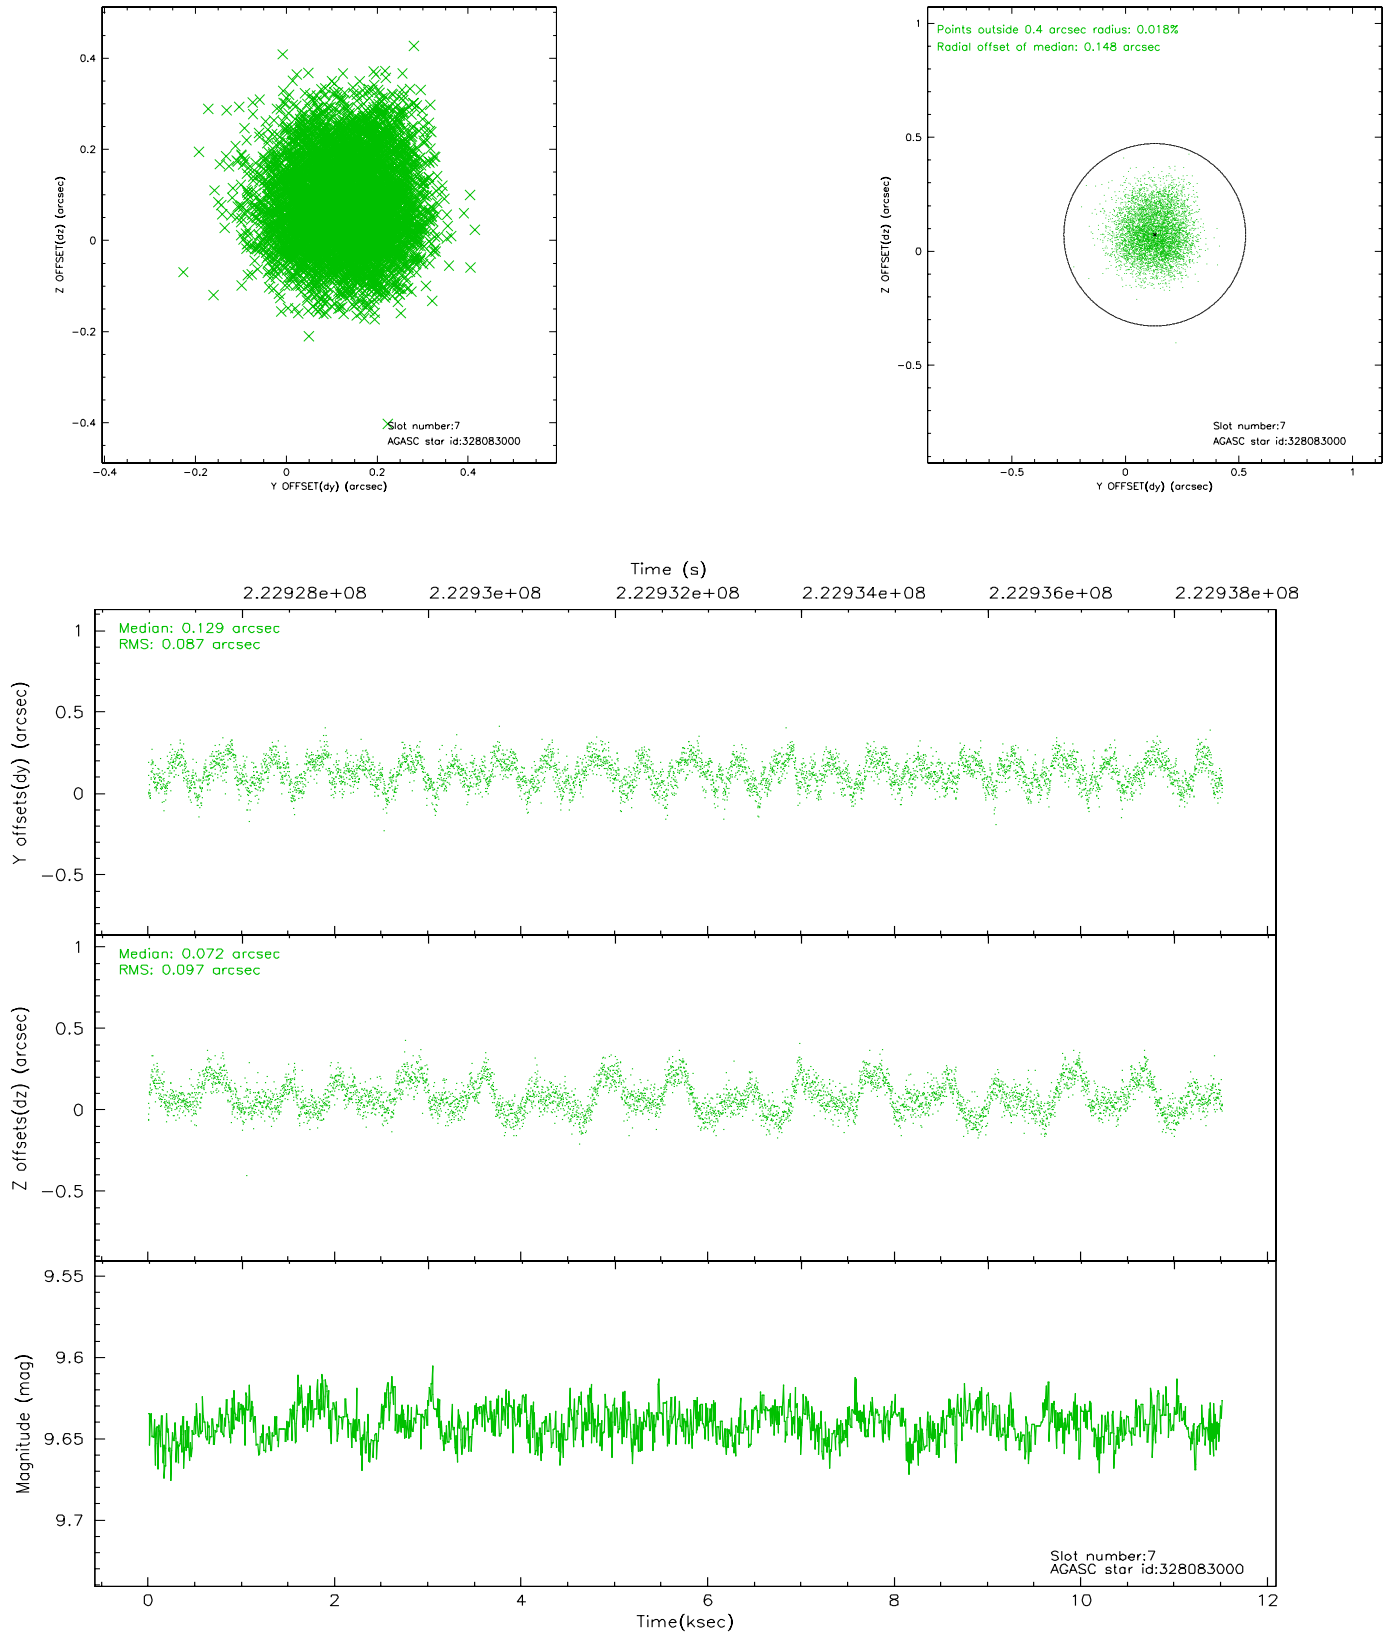 0.4
0.2
0
−0.2
−0.4
Z OFFSET(dz) (arcsec)
Slot number:7
AGASC star id:328083000
−0.4 −0.2 0 0.2 0.4
Y OFFSET(dy) (arcsec)
Points outside 0.4 arcsec radius: 0.018%
Radial offset of median: 0.148 arcsec
1
0.5
0
−0.5
Z OFFSET(dz) (arcsec)
Slot number:7
AGASC star id:328083000
−0.5 0 0.5 1
Y OFFSET(dy) (arcsec)
Time (s)
2.22928e+08 2.2293e+08 2.22932e+08 2.22934e+08 2.22936e+08 2.22938e+08
Median: 0.129 arcsec
RMS: 0.087 arcsec
1
0.5
0
−0.5
Y offsets(dy) (arcsec)
Median: 0.072 arcsec
RMS: 0.097 arcsec
1
0.5
0
−0.5
Z offsets(dz) (arcsec)
9.55
9.6
9.65
9.7
Magnitude (mag)
Slot number:7
AGASC star id:328083000
0 2 4 6 8 10 12
Time(ksec)